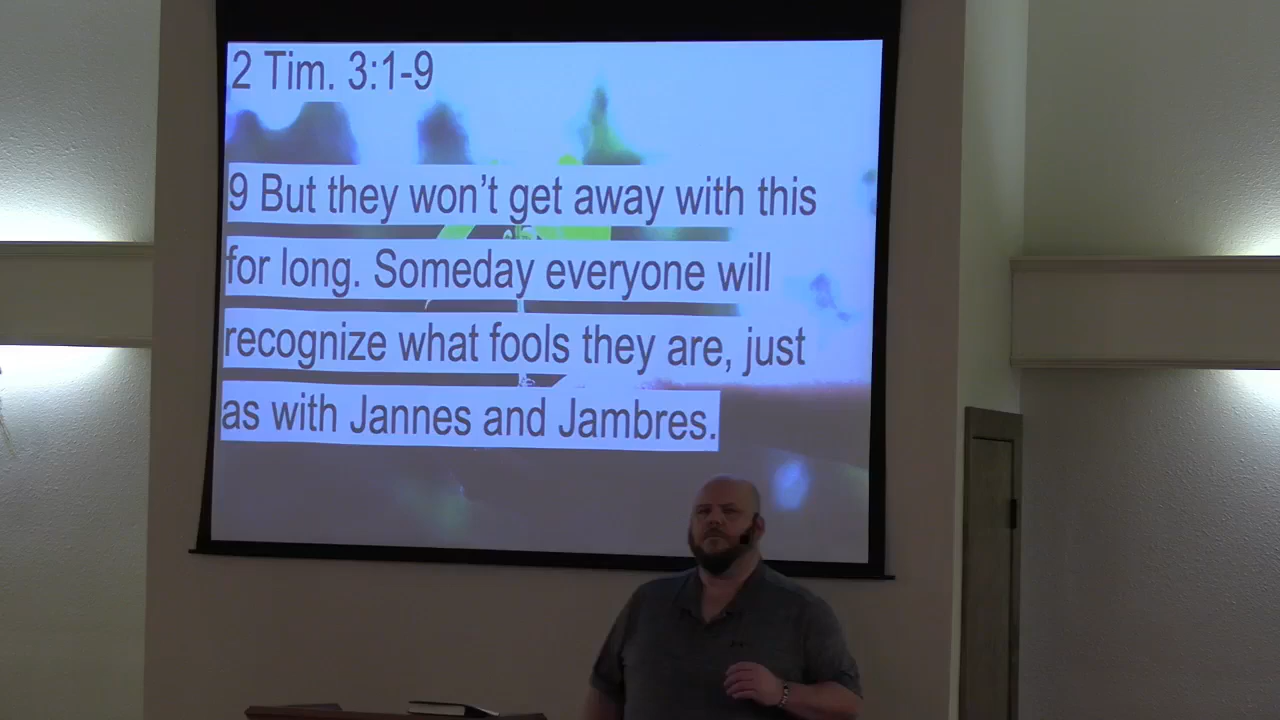 2 Tim. 3:1-9
9 But they won't get away with this
for long. Someday everyone will
recognize what fools they are, just
as with Jannes and Jambres.